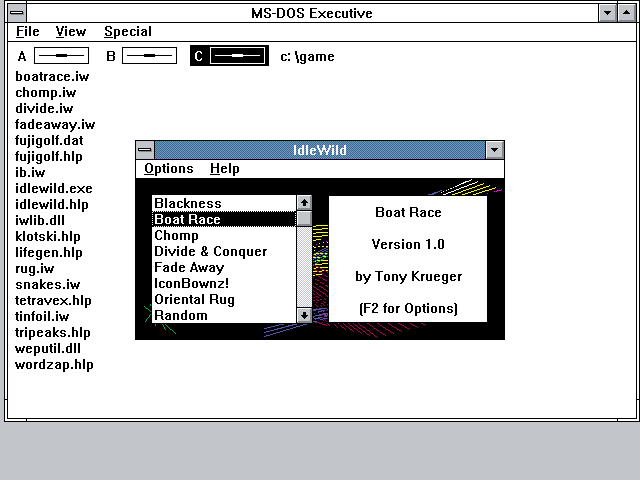 MS-DOS Executive
File View Special
A B C c: \game
boatrace.iw
chomp.iw
divide.iw
fadeaway.iw
fujigolf.dat
fujigolf.hlp
ib.iw
idlewild.exe
idlewild.hlp
iwlib.dll
klotski.hlp
lifegen.hlp
rug.iw
snakes.iw
tetravex.hlp
tinfoil.iw
tripeaks.hlp
weputil.dll
wordzap.hlp
IdleWild
Options Help
Blackness
Boat Race
Chomp
Divide & Conquer
Fade Away
IconBownz!
Oriental Rug
Random
Boat Race
Version 1.0
by Tony Krueger
(F2 for Options)